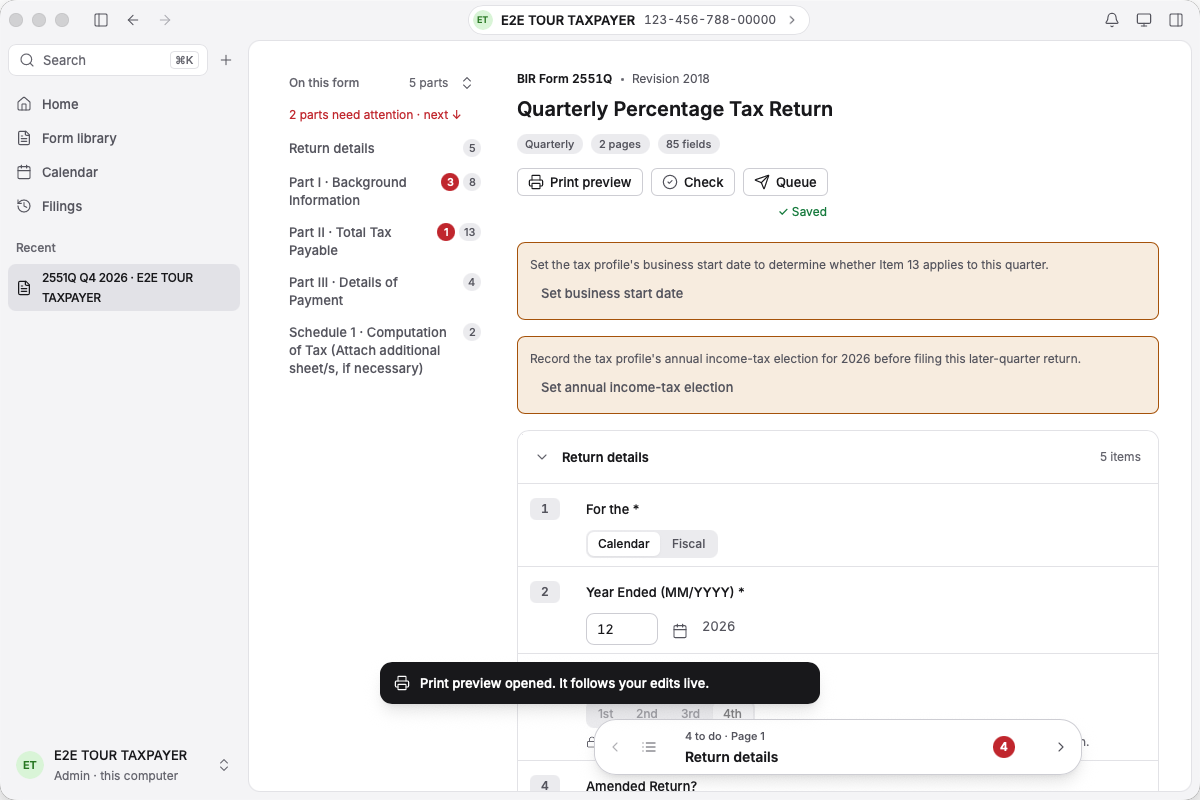 ET E2E TOUR TAXPAYER 123-456-788-00000
Search ⌘K
Home
Form library
Calendar
Filings
Recent
2551Q Q4 2026 · E2E TOUR
TAXPAYER
ET E2E TOUR TAXPAYER
Admin · this computer
On this form 5 parts
2 parts need attention · next ↓
Return details 5
Part I · Background 3 8
Information
Part II · Total Tax 1 13
Payable
Part III · Details of 4
Payment
Schedule 1 · Computation 2
of Tax (Attach additional
sheet/s, if necessary)
BIR Form 2551Q • Revision 2018
Quarterly Percentage Tax Return
Quarterly 2 pages 85 fields
Print preview Check Queue
✓ Saved
Set the tax profile's business start date to determine whether Item 13 applies to this quarter.
Set business start date
Record the tax profile's annual income-tax election for 2026 before filing this later-quarter return.
Set annual income-tax election
Return details 5 items
1 For the *
Calendar Fiscal
2 Year Ended (MM/YYYY) *
12 2026
Print preview opened. It follows your edits live.
1st 2nd 3rd 4th
4 to do · Page 1
Return details 4
4 Amended Return?